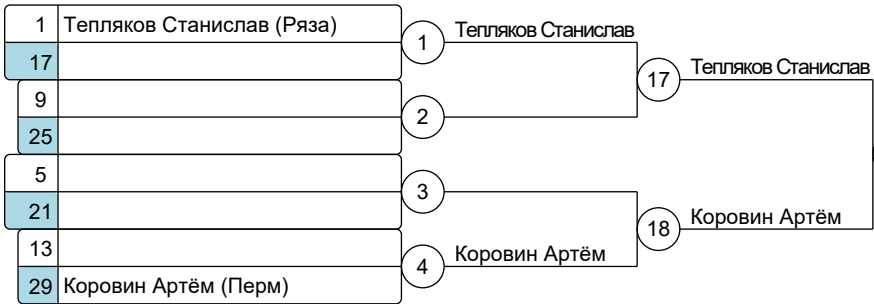 1 Тепляков Станислав (Ряза)
17
9
25
5
21
13
29 Коровин Артём (Перм)
1 Тепляков Станислав
2
3
4 Коровин Артём
17 Тепляков Станислав
18 Коровин Артём